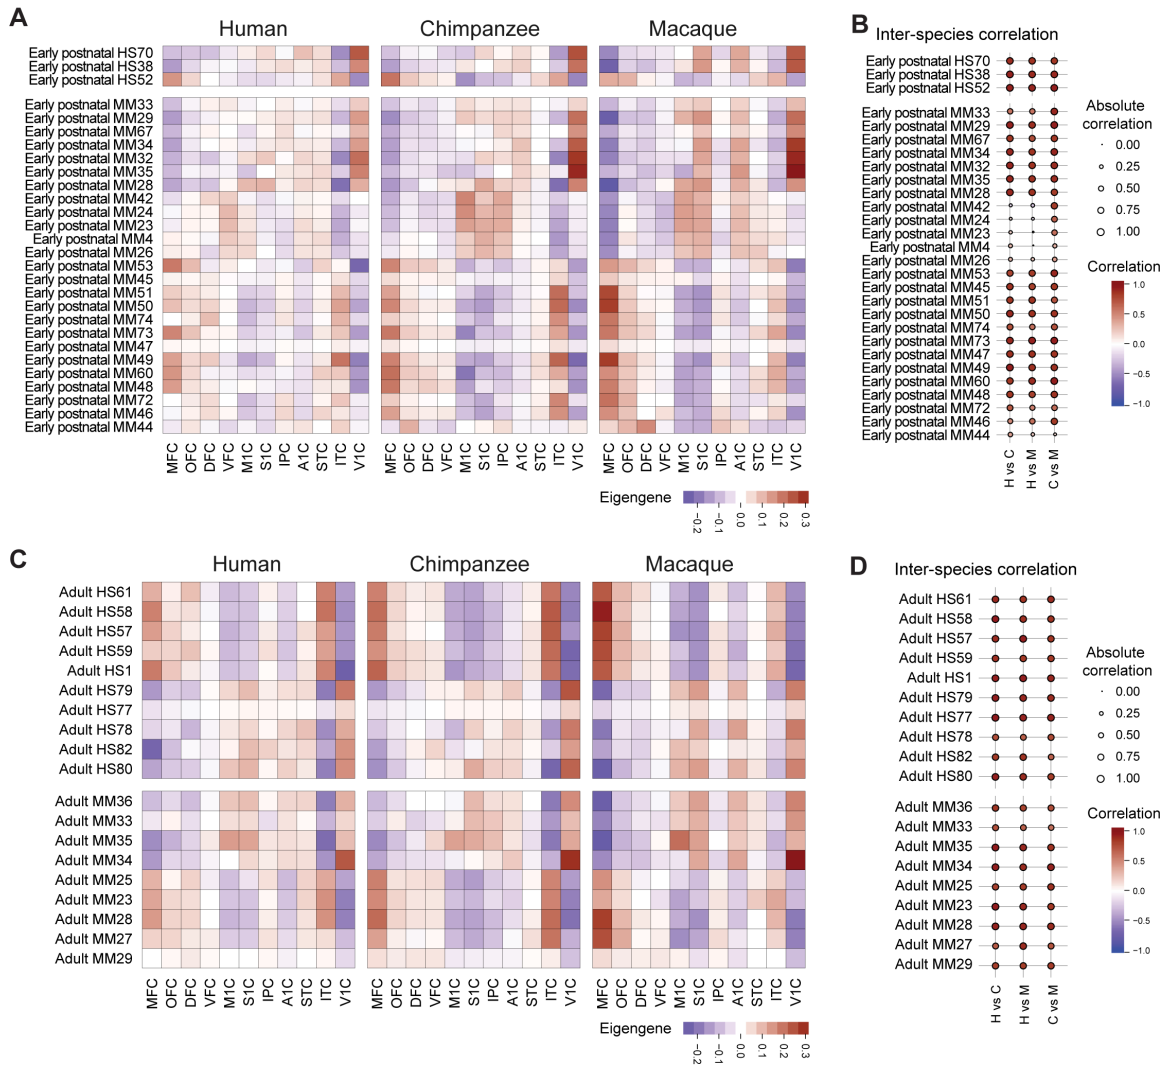 A
Human
Chimpanzee
Macaque
Early postnatal HS70
Early postnatal HS38
Early postnatal HS52
Early postnatal MM33
Early postnatal MM29
Early postnatal MM67
Early postnatal MM34
Early postnatal MM32
Early postnatal MM35
Early postnatal MM28
Early postnatal MM42
Early postnatal MM24
Early postnatal MM23
Early postnatal MM4
Early postnatal MM26
Early postnatal MM53
Early postnatal MM45
Early postnatal MM51
Early postnatal MM50
Early postnatal MM74
Early postnatal MM73
Early postnatal MM47
Early postnatal MM49
Early postnatal MM60
Early postnatal MM48
Early postnatal MM72
Early postnatal MM46
Early postnatal MM44
MFC OFC DFC VFC M1C S1C IPC A1C STC ITC V1C
MFC OFC DFC VFC M1C S1C IPC A1C STC ITC V1C
MFC OFC DFC VFC M1C S1C IPC A1C STC ITC V1C
Eigengene
−0.2 −0.1 0.0 0.1 0.2 0.3
B
Inter-species correlation
Early postnatal HS70
Early postnatal HS38
Early postnatal HS52
Early postnatal MM33
Early postnatal MM29
Early postnatal MM67
Early postnatal MM34
Early postnatal MM32
Early postnatal MM35
Early postnatal MM28
Early postnatal MM42
Early postnatal MM24
Early postnatal MM23
Early postnatal MM4
Early postnatal MM26
Early postnatal MM53
Early postnatal MM45
Early postnatal MM51
Early postnatal MM50
Early postnatal MM74
Early postnatal MM73
Early postnatal MM47
Early postnatal MM49
Early postnatal MM60
Early postnatal MM48
Early postnatal MM72
Early postnatal MM46
Early postnatal MM44
H vs C
H vs M
C vs M
Absolute
correlation
0.00
0.25
0.50
0.75
1.00
Correlation
1.0
0.5
0.0
−0.5
−1.0
C
Human
Chimpanzee
Macaque
Adult HS61
Adult HS58
Adult HS57
Adult HS59
Adult HS1
Adult HS79
Adult HS77
Adult HS78
Adult HS82
Adult HS80
Adult MM36
Adult MM33
Adult MM35
Adult MM34
Adult MM25
Adult MM23
Adult MM28
Adult MM27
Adult MM29
MFC OFC DFC VFC M1C S1C IPC A1C STC ITC V1C
MFC OFC DFC VFC M1C S1C IPC A1C STC ITC V1C
MFC OFC DFC VFC M1C S1C IPC A1C STC ITC V1C
Eigengene
−0.2 −0.1 0.0 0.1 0.2 0.3
D
Inter-species correlation
Adult HS61
Adult HS58
Adult HS57
Adult HS59
Adult HS1
Adult HS79
Adult HS77
Adult HS78
Adult HS82
Adult HS80
Adult MM36
Adult MM33
Adult MM35
Adult MM34
Adult MM25
Adult MM23
Adult MM28
Adult MM27
Adult MM29
H vs C
H vs M
C vs M
Absolute
correlation
0.00
0.25
0.50
0.75
1.00
Correlation
1.0
0.5
0.0
−0.5
−1.0